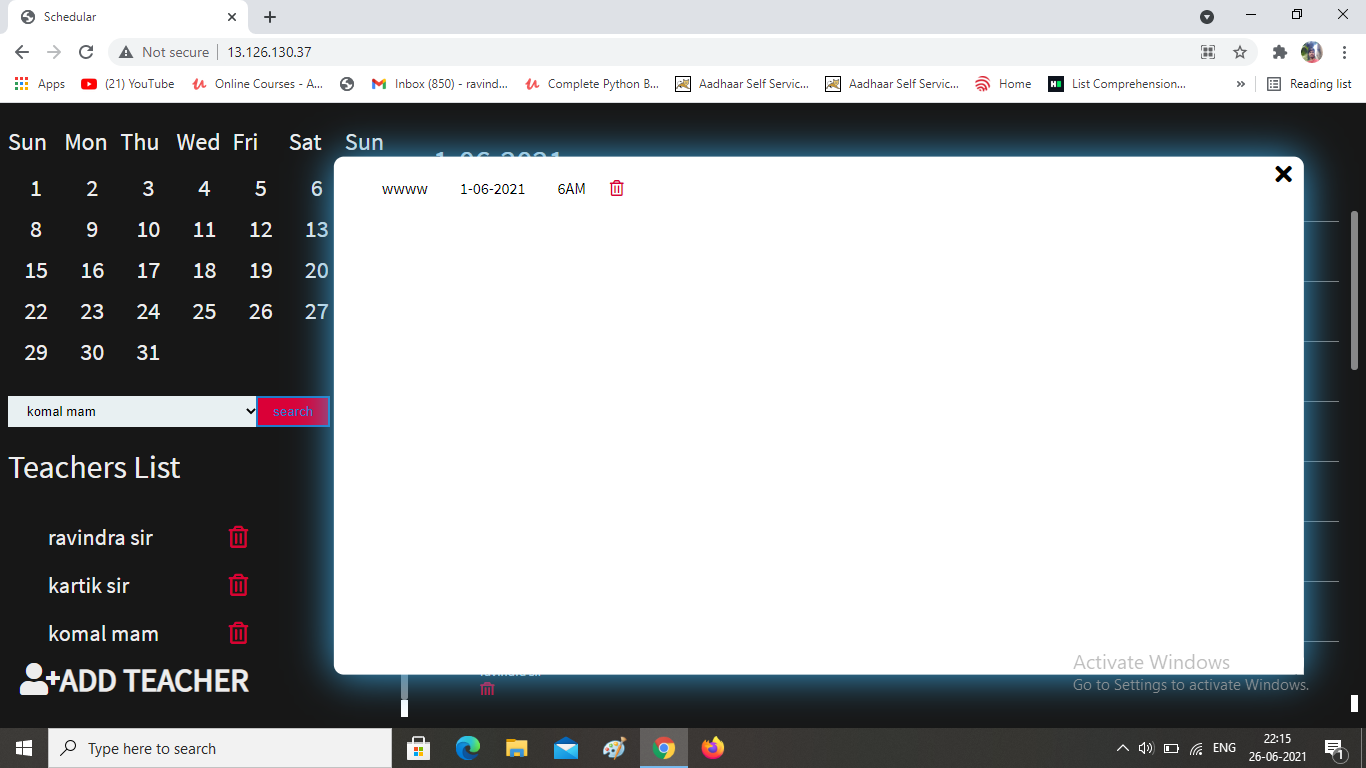 Schedular
Not secure | 13.126.130.37
Apps (21) YouTube Online Courses - A... Inbox (850) - ravind... Complete Python B... Aadhaar Self Servic... Aadhaar Self Servic... Home List Comprehension... » Reading list
Sun Mon Thu Wed Fri Sat Sun
1-06-2021
1 2 3 4 5 6
8 9 10 11 12 13
15 16 17 18 19 20
22 23 24 25 26 27
29 30 31
wwww 1-06-2021 6AM
komal mam search
Teachers List
ravindra sir
kartik sir
komal mam
ADD TEACHER
Activate Windows
Go to Settings to activate Windows.
Type here to search
ENG
22:15
26-06-2021
1